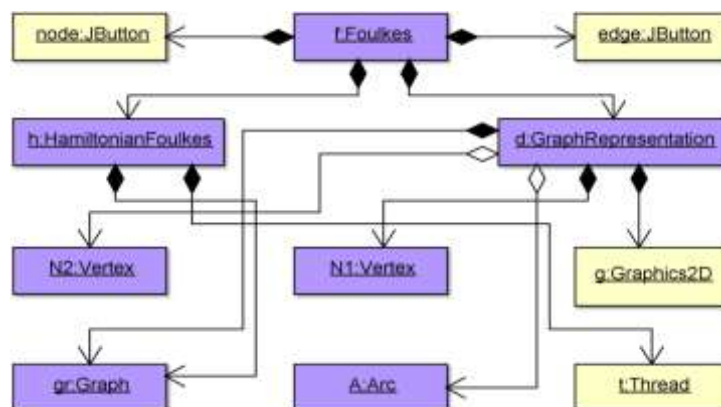 node:JButton
f:Foulkes
edge:JButton
h:HamiltonianFoulkes
d:GraphRepresentation
N2:Vertex
N1:Vertex
g:Graphics2D
gr:Graph
A:Arc
t:Thread